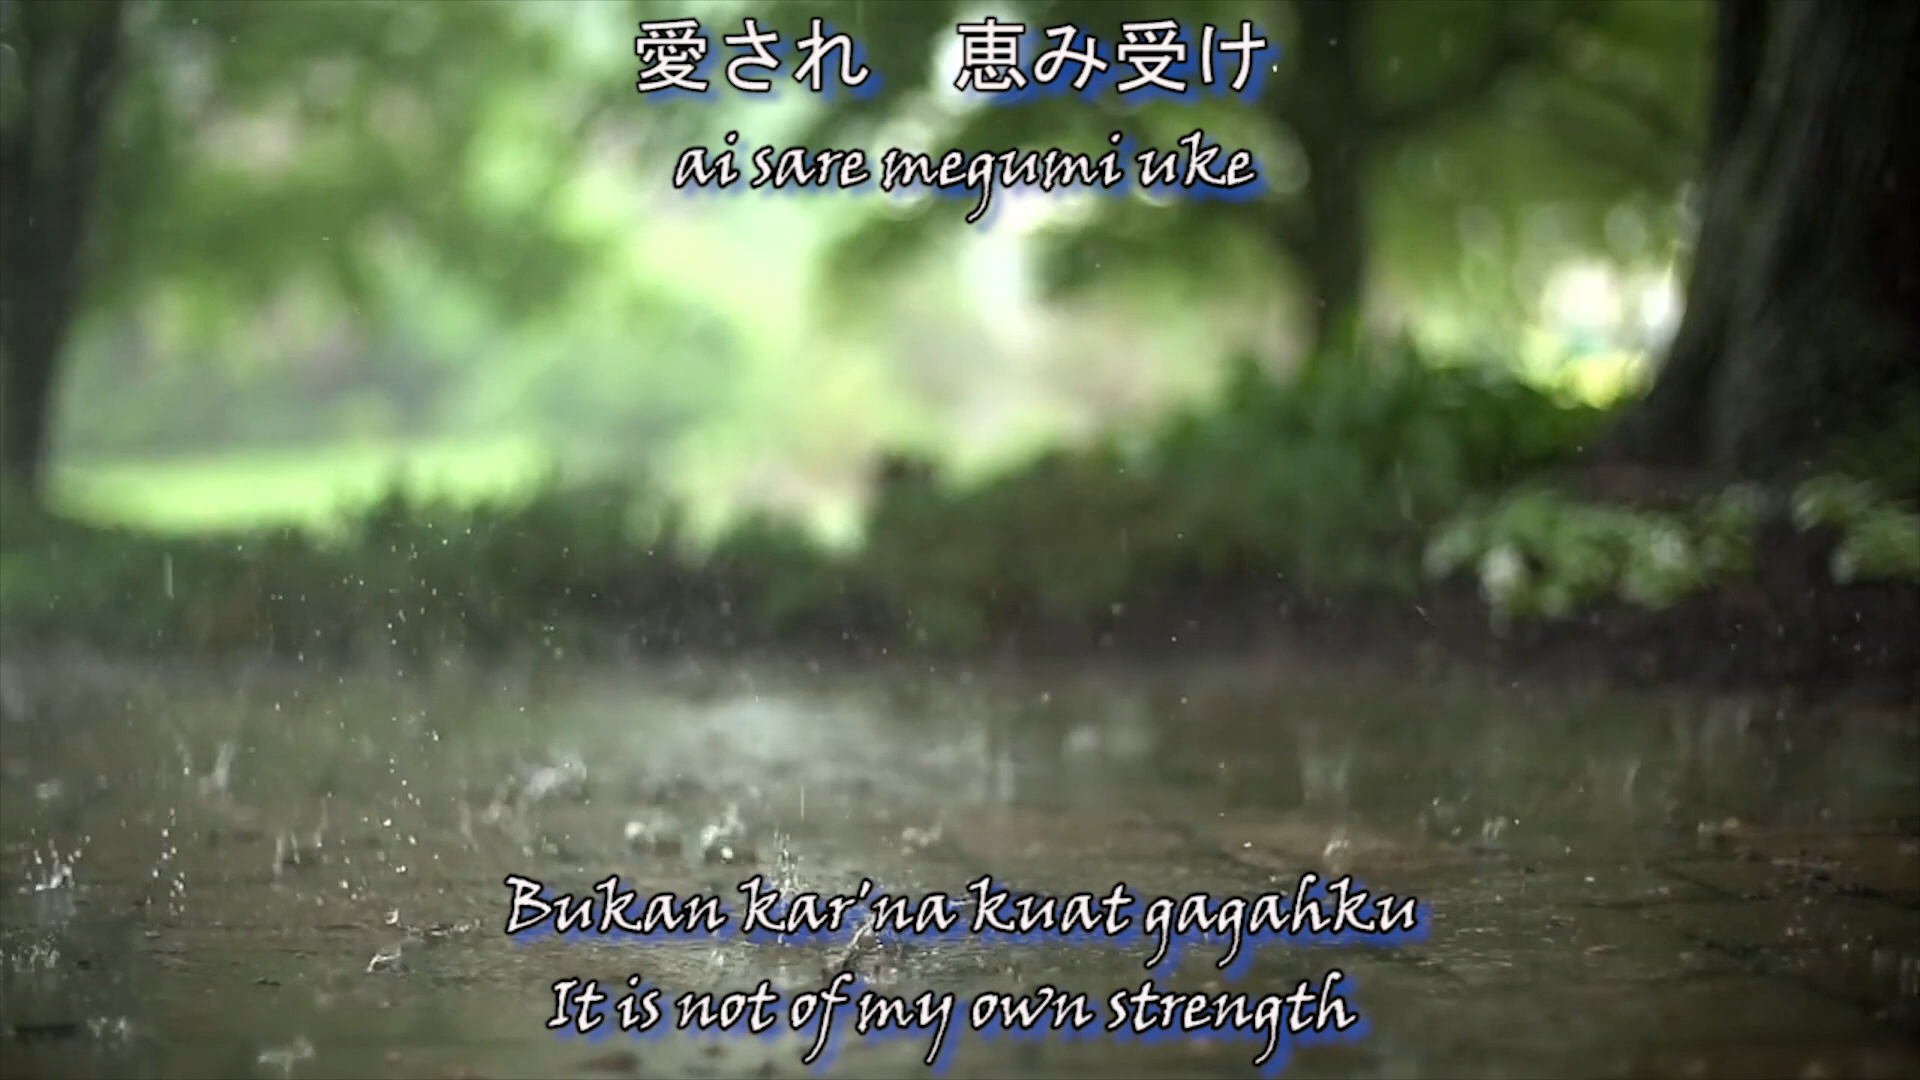 愛され　恵み受け
ai sare megumi uke
Bukan kar'na kuat gagahku
It is not of my own strength